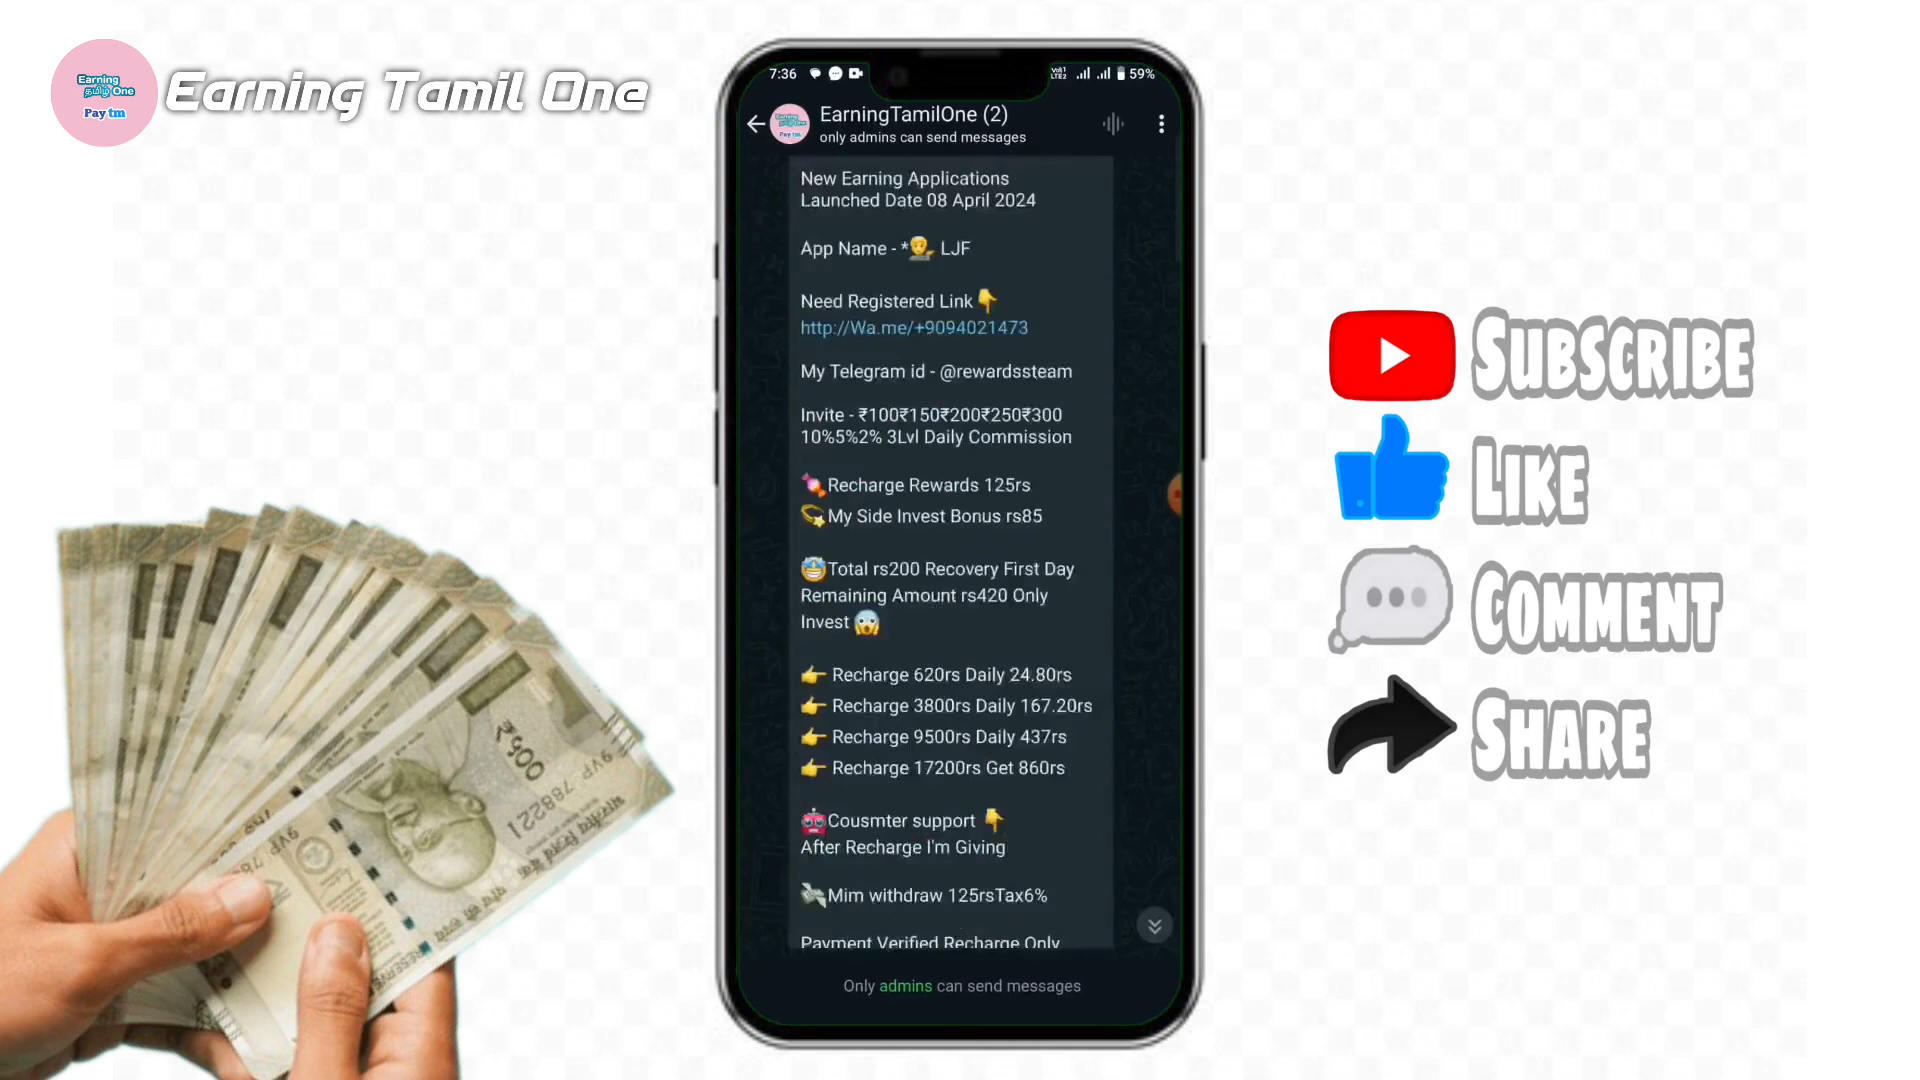 Earning
தமிழ் One
Paytm
Earning Tamil One
7:36
59%
EarningTamilOne (2)
only admins can send messages
New Earning Applications
Launched Date 08 April 2024
App Name - *💁 LJF
Need Registered Link👇
http://Wa.me/+9094021473
My Telegram id - @rewardssteam
Invite - ₹100₹150₹200₹250₹300
10%5%2% 3Lvl Daily Commission
🍬Recharge Rewards 125rs
💫My Side Invest Bonus rs85
🤩Total rs200 Recovery First Day
Remaining Amount rs420 Only
Invest 😱
👉 Recharge 620rs Daily 24.80rs
👉 Recharge 3800rs Daily 167.20rs
👉 Recharge 9500rs Daily 437rs
👉 Recharge 17200rs Get 860rs
🤖Cousmter support 👇
After Recharge I'm Giving
💸Mim withdraw 125rsTax6%
Payment Verified Recharge Only
Only admins can send messages
Subscribe
Like
Comment
Share
₹500